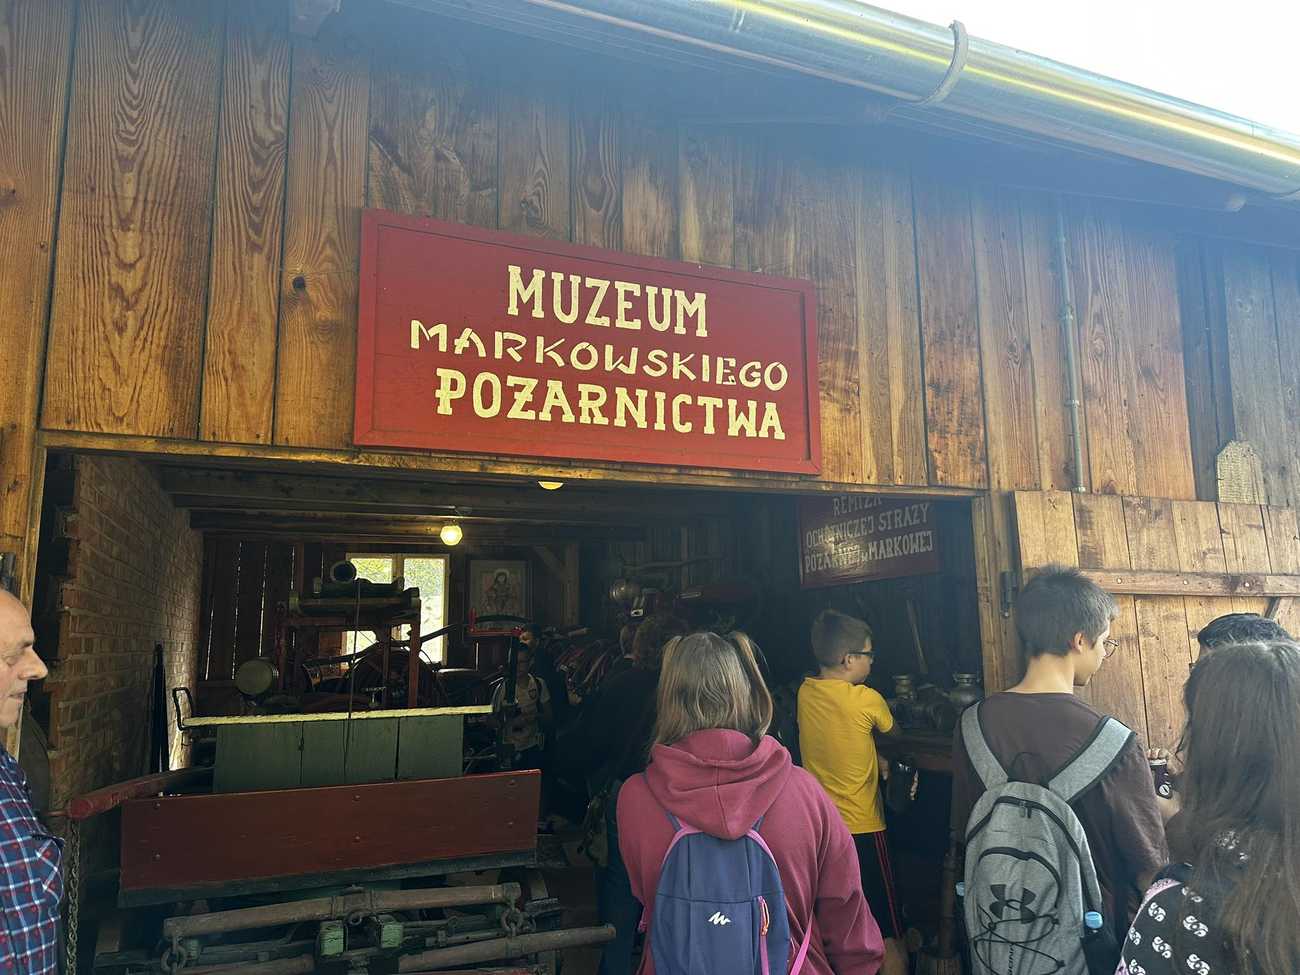 MUZEUM
MARKOWSKIEGO
POŻARNICTWA
REMIZA
OCHOTNICZEJ STRAŻY
POŻARNEJ W MARKOWEJ